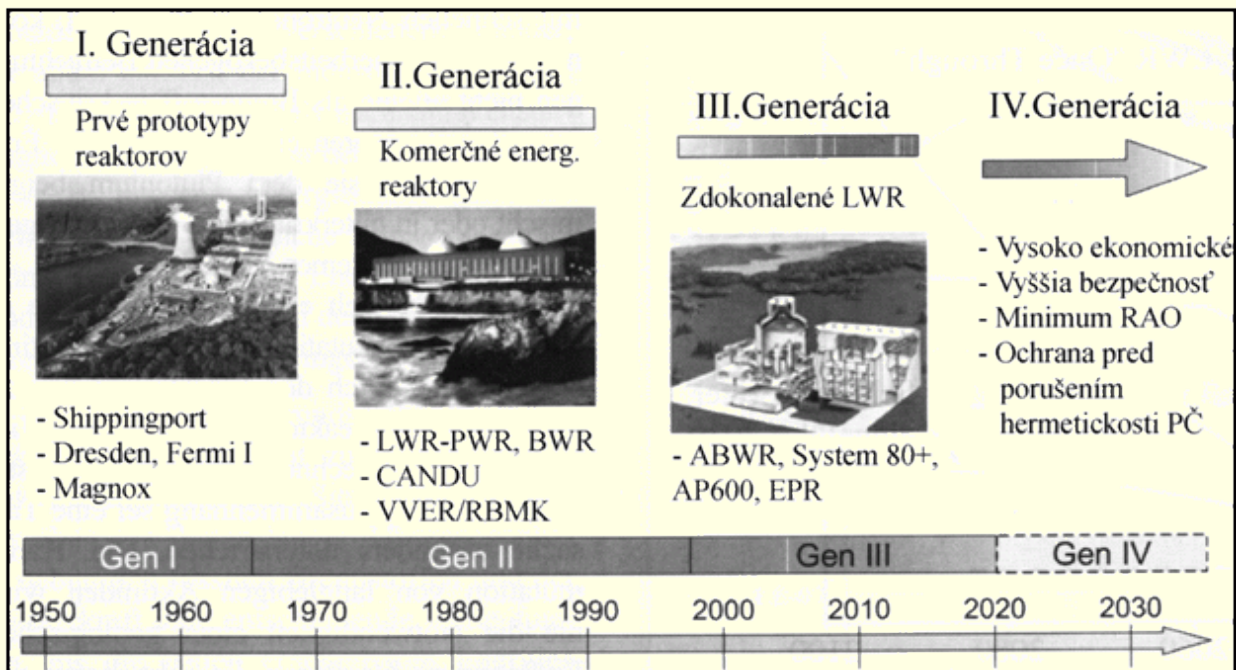 I. Generácia
Prvé prototypy
reaktorov
- Shippingport
- Dresden, Fermi I
- Magnox
II.Generácia
Komerčné energ.
reaktory
- LWR-PWR, BWR
- CANDU
- VVER/RBMK
III.Generácia
Zdokonalené LWR
- ABWR, System 80+,
AP600, EPR
IV.Generácia
- Vysoko ekonomické
- Vyššia bezpečnosť
- Minimum RAO
- Ochrana pred
porušením
hermetickosti PČ
Gen I Gen II Gen III Gen IV
1950 1960 1970 1980 1990 2000 2010 2020 2030